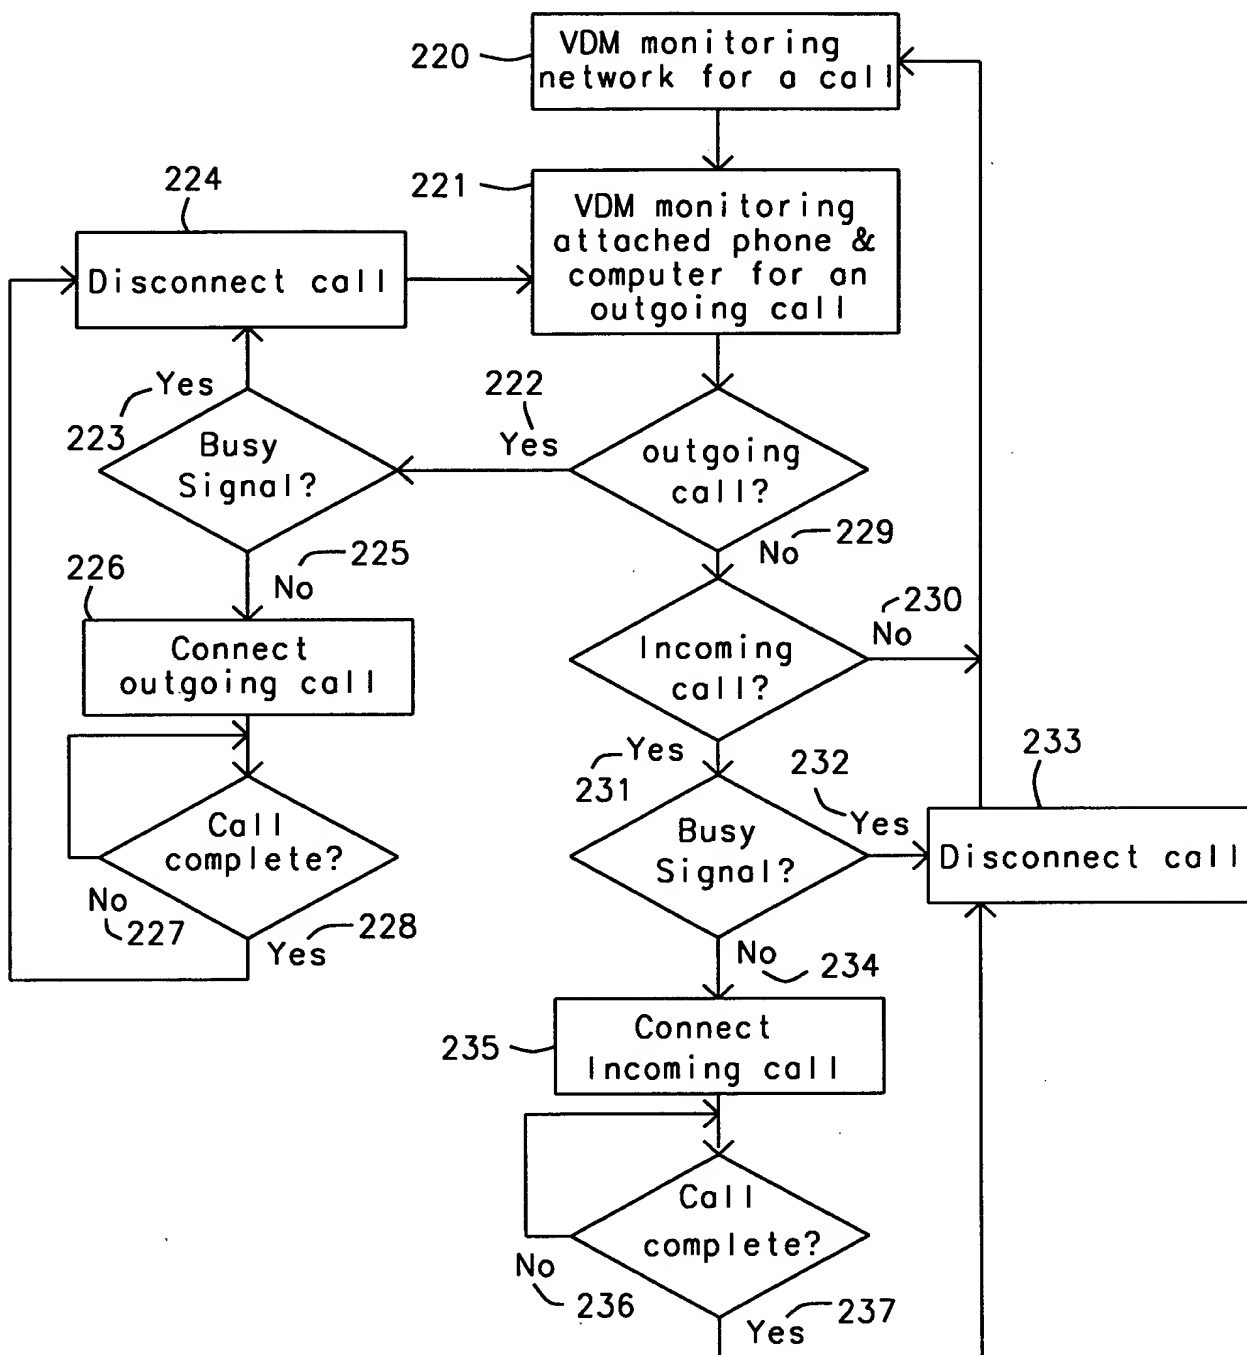 220
VDM monitoring
network for a call
221
VDM monitoring
attached phone &
computer for an
outgoing call
224
Disconnect call
Yes
223
Busy
Signal?
222
Yes
outgoing
call?
No
229
No
225
226
Connect
outgoing call
Incoming
call?
230
No
Yes
231
232
Yes
233
Disconnect call
Busy
Signal?
Call
complete?
No
227
Yes
228
No
234
235
Connect
Incoming call
Call
complete?
No
236
Yes
237